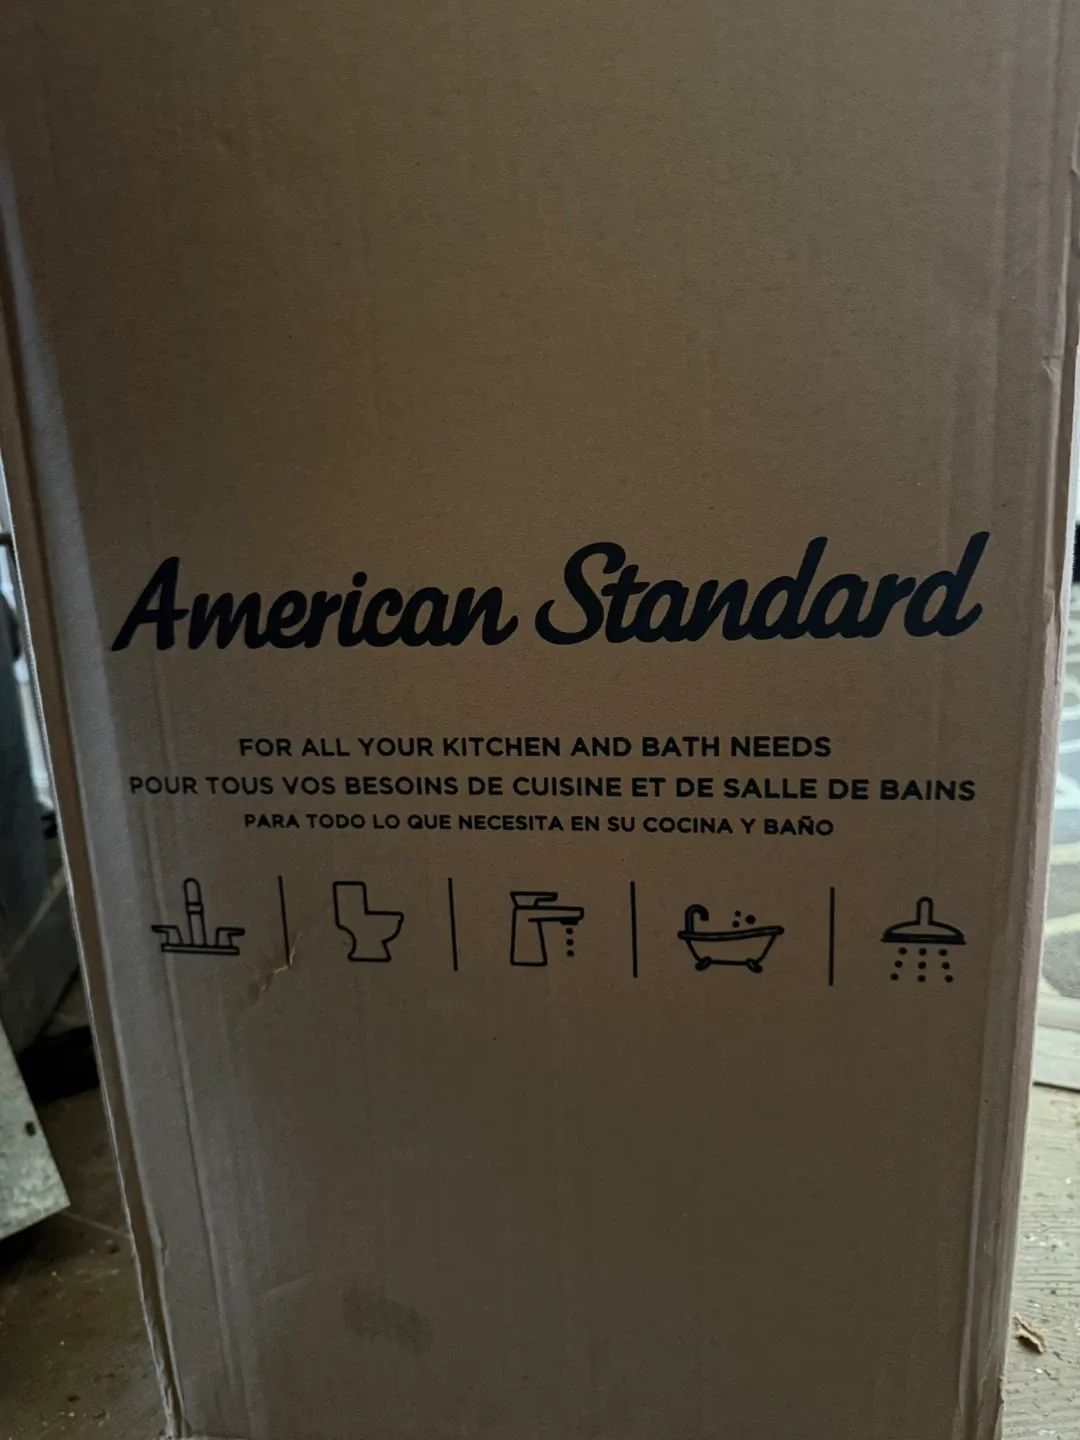 American Standard
FOR ALL YOUR KITCHEN AND BATH NEEDS
POUR TOUS VOS BESOINS DE CUISINE ET DE SALLE DE BAINS
PARA TODO LO QUE NECESITA EN SU COCINA Y BAÑO